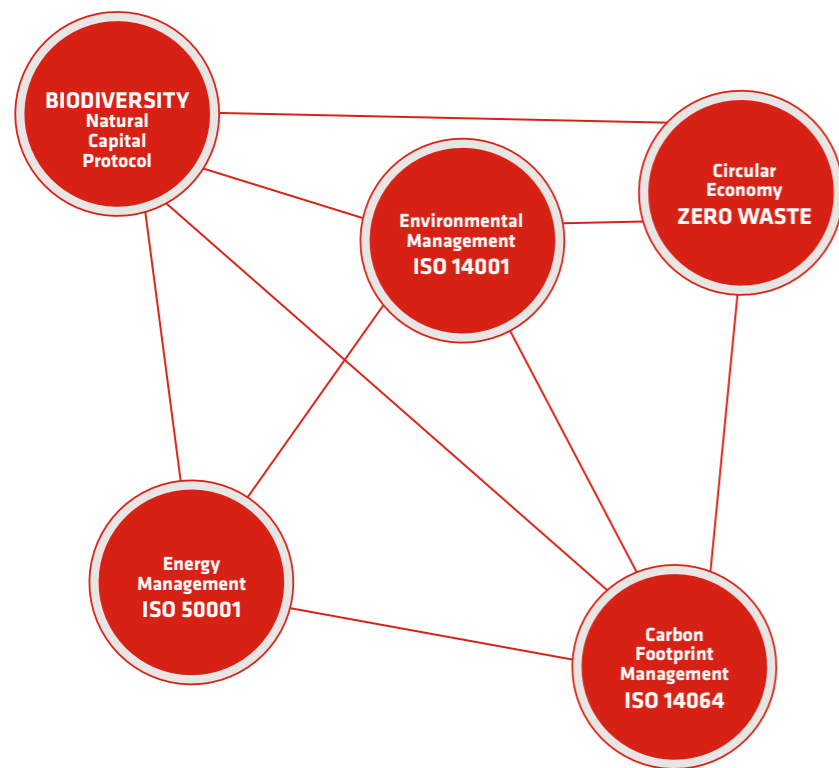 BIODIVERSITY
Natural
Capital
Protocol
Circular
Economy
ZERO WASTE
Environmental
Management
ISO 14001
Energy
Management
ISO 50001
Carbon
Footprint
Management
ISO 14064